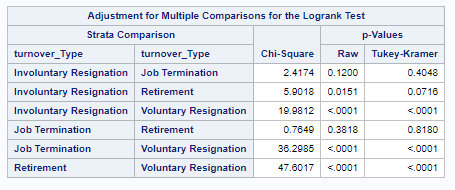 Adjustment for Multiple Comparisons for the Logrank Test
Strata Comparison p-Values
turnover_Type turnover_Type Chi-Square Raw Tukey-Kramer
Involuntary Resignation Job Termination 2.4174 0.1200 0.4048
Involuntary Resignation Retirement 5.9018 0.0151 0.0716
Involuntary Resignation Voluntary Resignation 19.9812 <.0001 <.0001
Job Termination Retirement 0.7649 0.3818 0.8180
Job Termination Voluntary Resignation 36.2985 <.0001 <.0001
Retirement Voluntary Resignation 47.6017 <.0001 <.0001